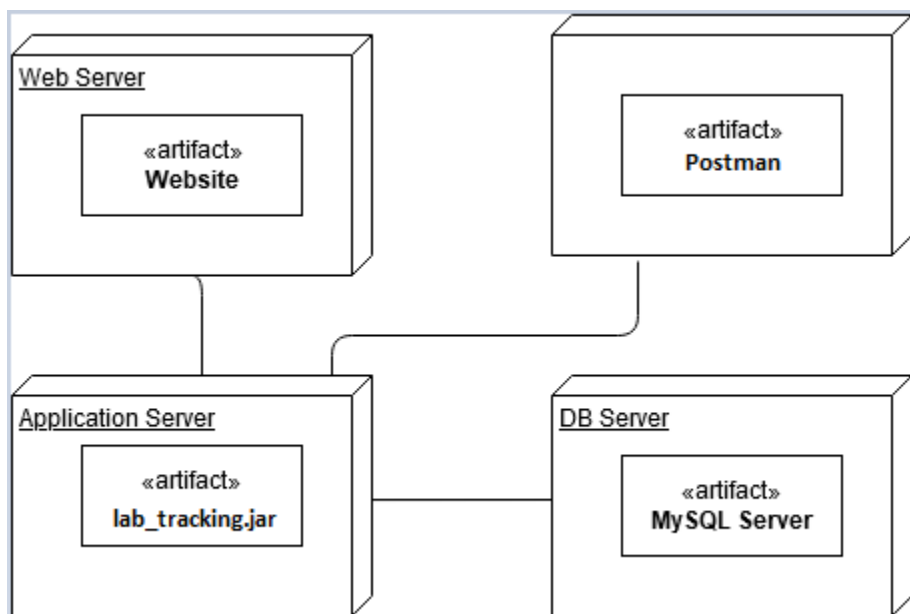 Web Server
«artifact»
Website
«artifact»
Postman
Application Server
«artifact»
lab_tracking.jar
DB Server
«artifact»
MySQL Server